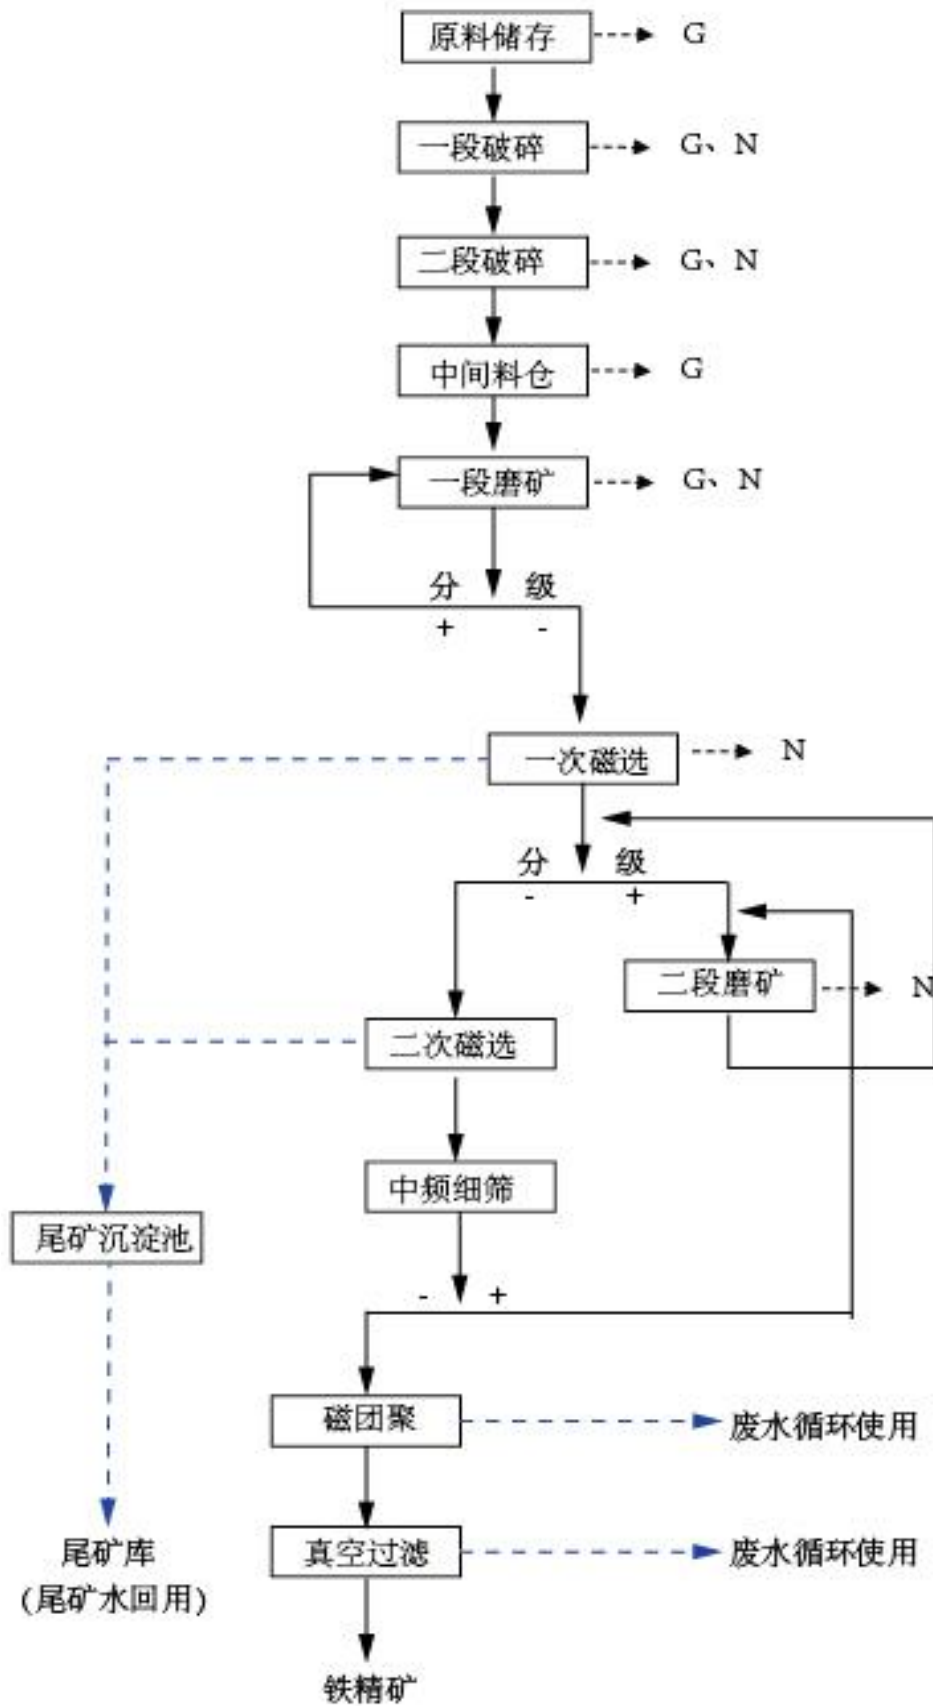 原料储存 G
一段破碎 G、N
二段破碎 G、N
中间料仓 G
一段磨矿 G、N
分 级
+ -
一次磁选 N
分 级
- +
二段磨矿 N
二次磁选
中频细筛
尾矿沉淀池
- +
磁团聚 废水循环使用
真空过滤 废水循环使用
尾矿库
(尾矿水回用)
铁精矿